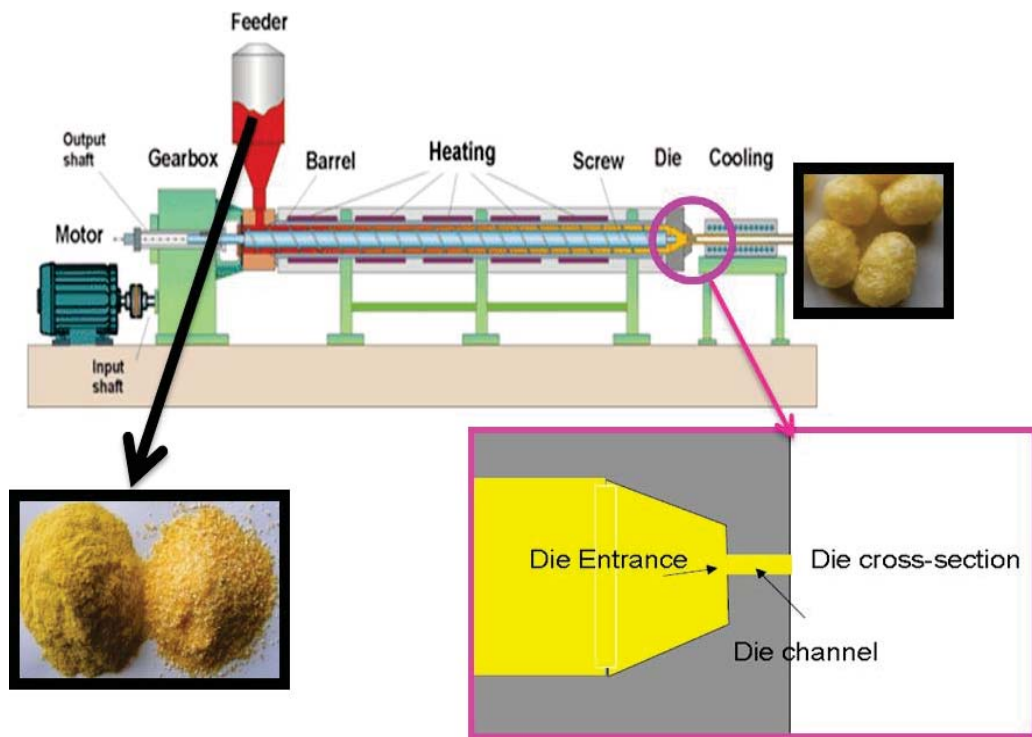 Feeder
Output
shaft
Gearbox
Barrel
Heating
Screw
Die
Cooling
Motor
Input
shaft
Die Entrance
Die cross-section
Die channel